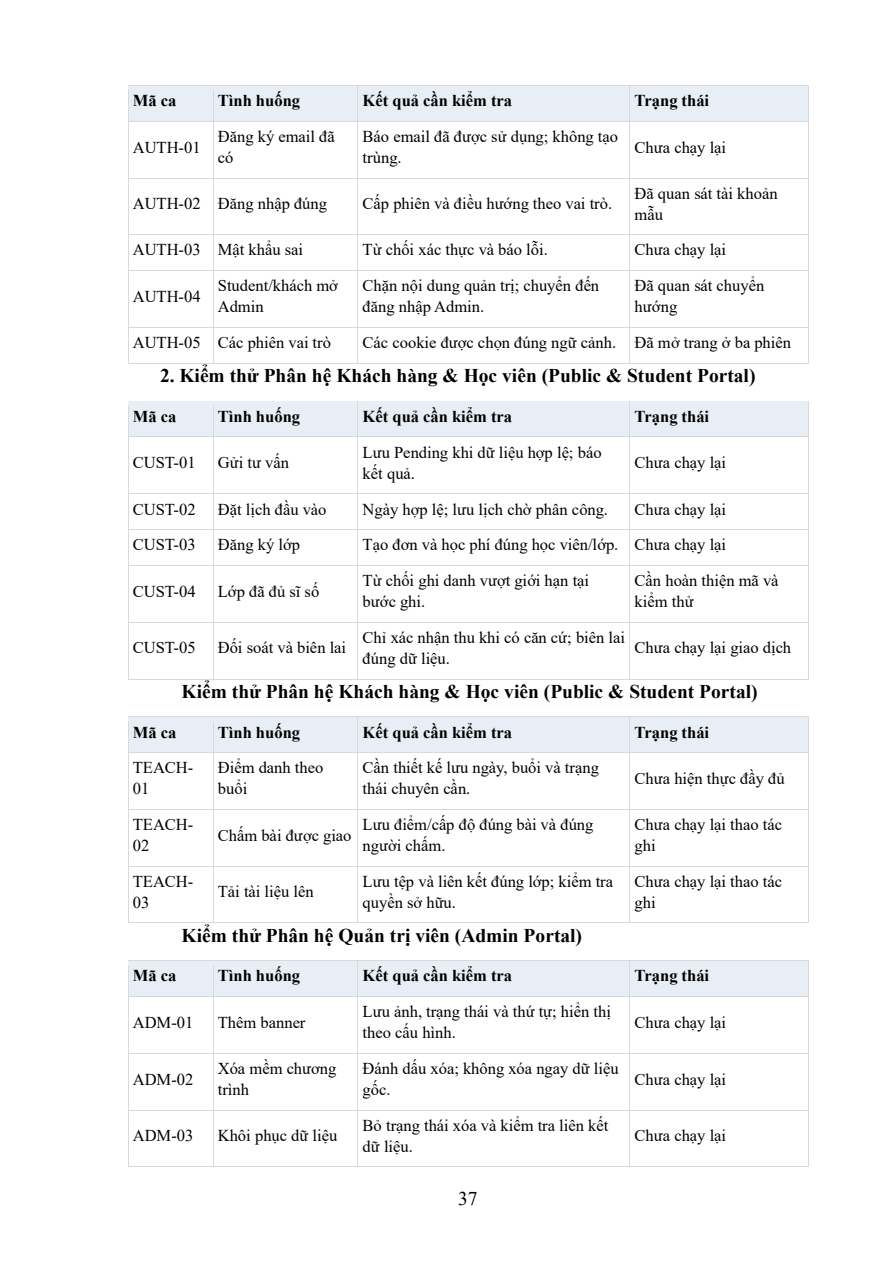 Mã ca Tình huống Kết quả cần kiểm tra Trạng thái
AUTH-01 Đăng ký email đã có Báo email đã được sử dụng; không tạo trùng. Chưa chạy lại
AUTH-02 Đăng nhập đúng Cấp phiên và điều hướng theo vai trò. Đã quan sát tài khoản mẫu
AUTH-03 Mật khẩu sai Từ chối xác thực và báo lỗi. Chưa chạy lại
AUTH-04 Student/khách mở Admin Chặn nội dung quản trị; chuyển đến đăng nhập Admin. Đã quan sát chuyển hướng
AUTH-05 Các phiên vai trò Các cookie được chọn đúng ngữ cảnh. Đã mở trang ở ba phiên
2. Kiểm thử Phân hệ Khách hàng & Học viên (Public & Student Portal)
Mã ca Tình huống Kết quả cần kiểm tra Trạng thái
CUST-01 Gửi tư vấn Lưu Pending khi dữ liệu hợp lệ; báo kết quả. Chưa chạy lại
CUST-02 Đặt lịch đầu vào Ngày hợp lệ; lưu lịch chờ phân công. Chưa chạy lại
CUST-03 Đăng ký lớp Tạo đơn và học phí đúng học viên/lớp. Chưa chạy lại
CUST-04 Lớp đã đủ sĩ số Từ chối ghi danh vượt giới hạn tại bước ghi. Cần hoàn thiện mã và kiểm thử
CUST-05 Đối soát và biên lai Chỉ xác nhận thu khi có căn cứ; biên lai đúng dữ liệu. Chưa chạy lại giao dịch
Kiểm thử Phân hệ Khách hàng & Học viên (Public & Student Portal)
Mã ca Tình huống Kết quả cần kiểm tra Trạng thái
TEACH-01 Điểm danh theo buổi Cần thiết kế lưu ngày, buổi và trạng thái chuyên cần. Chưa hiện thực đầy đủ
TEACH-02 Chấm bài được giao Lưu điểm/cấp độ đúng bài và đúng người chấm. Chưa chạy lại thao tác ghi
TEACH-03 Tải tài liệu lên Lưu tệp và liên kết đúng lớp; kiểm tra quyền sở hữu. Chưa chạy lại thao tác ghi
Kiểm thử Phân hệ Quản trị viên (Admin Portal)
Mã ca Tình huống Kết quả cần kiểm tra Trạng thái
ADM-01 Thêm banner Lưu ảnh, trạng thái và thứ tự; hiển thị theo cấu hình. Chưa chạy lại
ADM-02 Xóa mềm chương trình Đánh dấu xóa; không xóa ngay dữ liệu gốc. Chưa chạy lại
ADM-03 Khôi phục dữ liệu Bỏ trạng thái xóa và kiểm tra liên kết dữ liệu. Chưa chạy lại
37